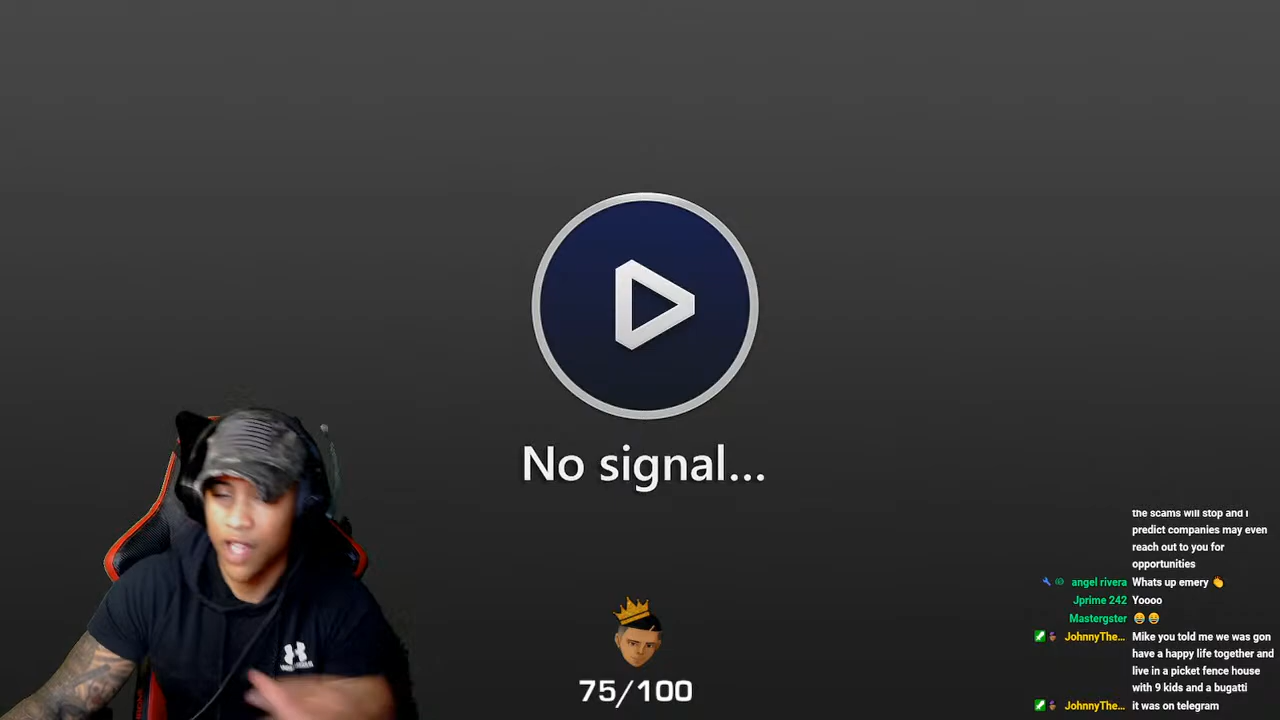 No signal...
75/100
the scams will stop and I
predict companies may even
reach out to you for
opportunities
angel rivera Whats up emery 👏
Jprime 242 Yoooo
Mastergster 😂 😂
JohnnyThe... Mike you told me we was gon
have a happy life together and
live in a picket fence house
with 9 kids and a bugatti
JohnnyThe... it was on telegram